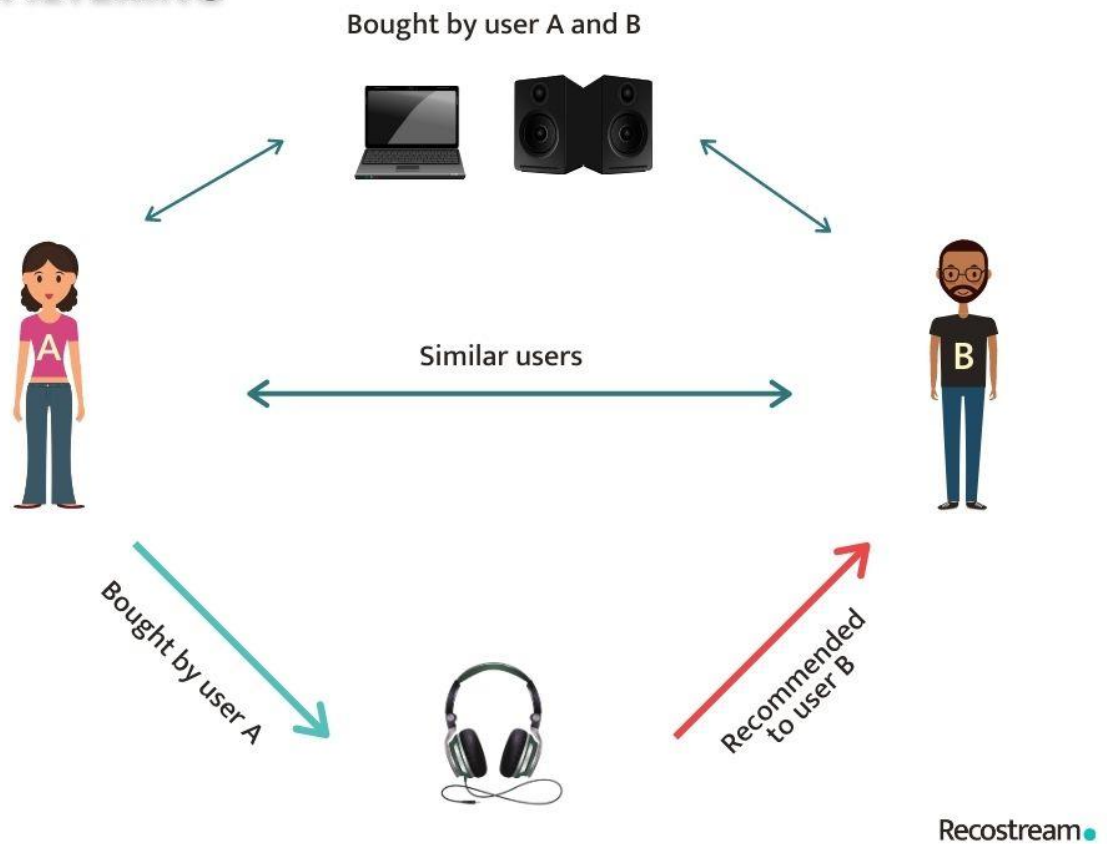 Bought by user A and B
A
B
Similar users
Bought by user A
Recommended
to user B
Recostream